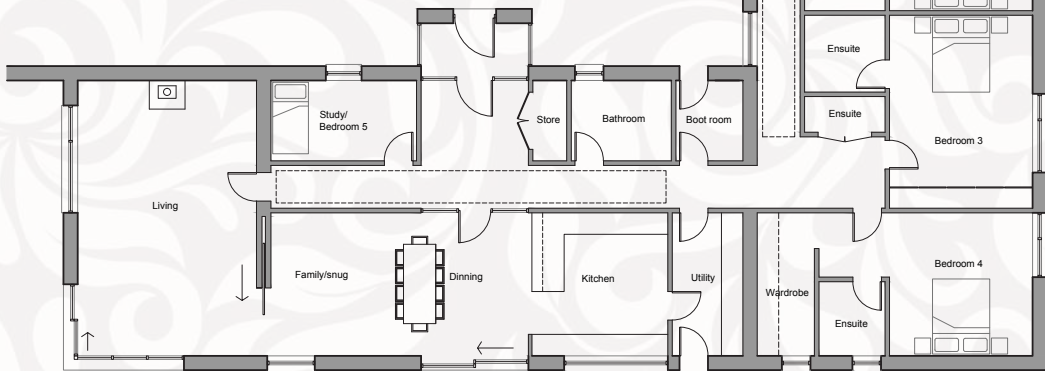 Ensuite
Study/
Bedroom 5
Store
Bathroom
Boot room
Ensuite
Bedroom 3
Living
Family/snug
Dinning
Kitchen
Utility
Wardrobe
Bedroom 4
Ensuite